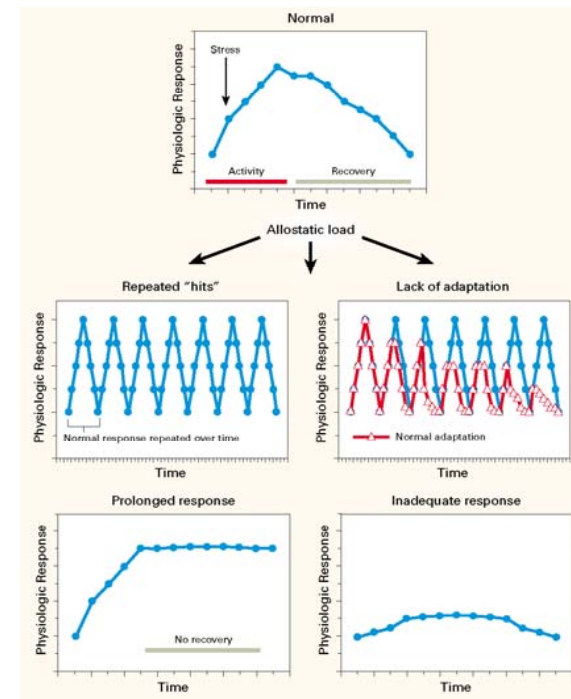 Normal
Physiologic Response
Stress
Activity
Recovery
Time
Allostatic load
Repeated "hits"
Physiologic Response
Normal response repeated over time
Time
Lack of adaptation
Physiologic Response
Normal adaptation
Time
Prolonged response
Physiologic Response
No recovery
Time
Inadequate response
Physiologic Response
Time